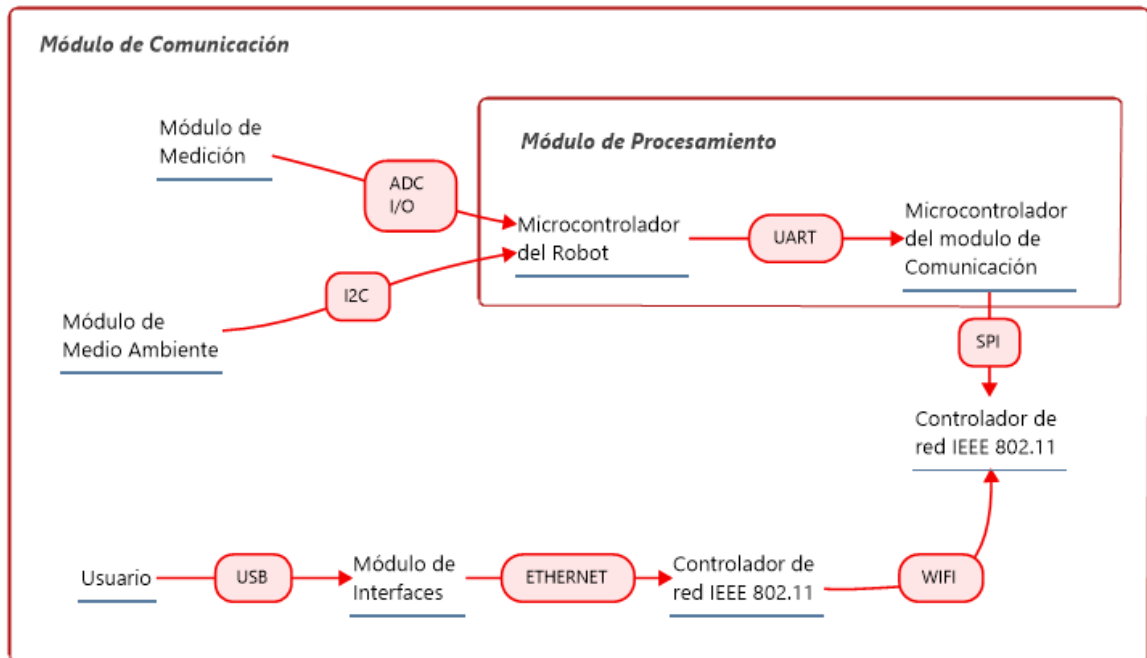 Módulo de Comunicación
Módulo de
Medición
ADC
I/O
Módulo de Procesamiento
Microcontrolador
del Robot
UART
Microcontrolador
del modulo de
Comunicación
I2C
Módulo de
Medio Ambiente
SPI
Controlador de
red IEEE 802.11
Usuario
USB
Módulo de
Interfaces
ETHERNET
Controlador de
red IEEE 802.11
WIFI